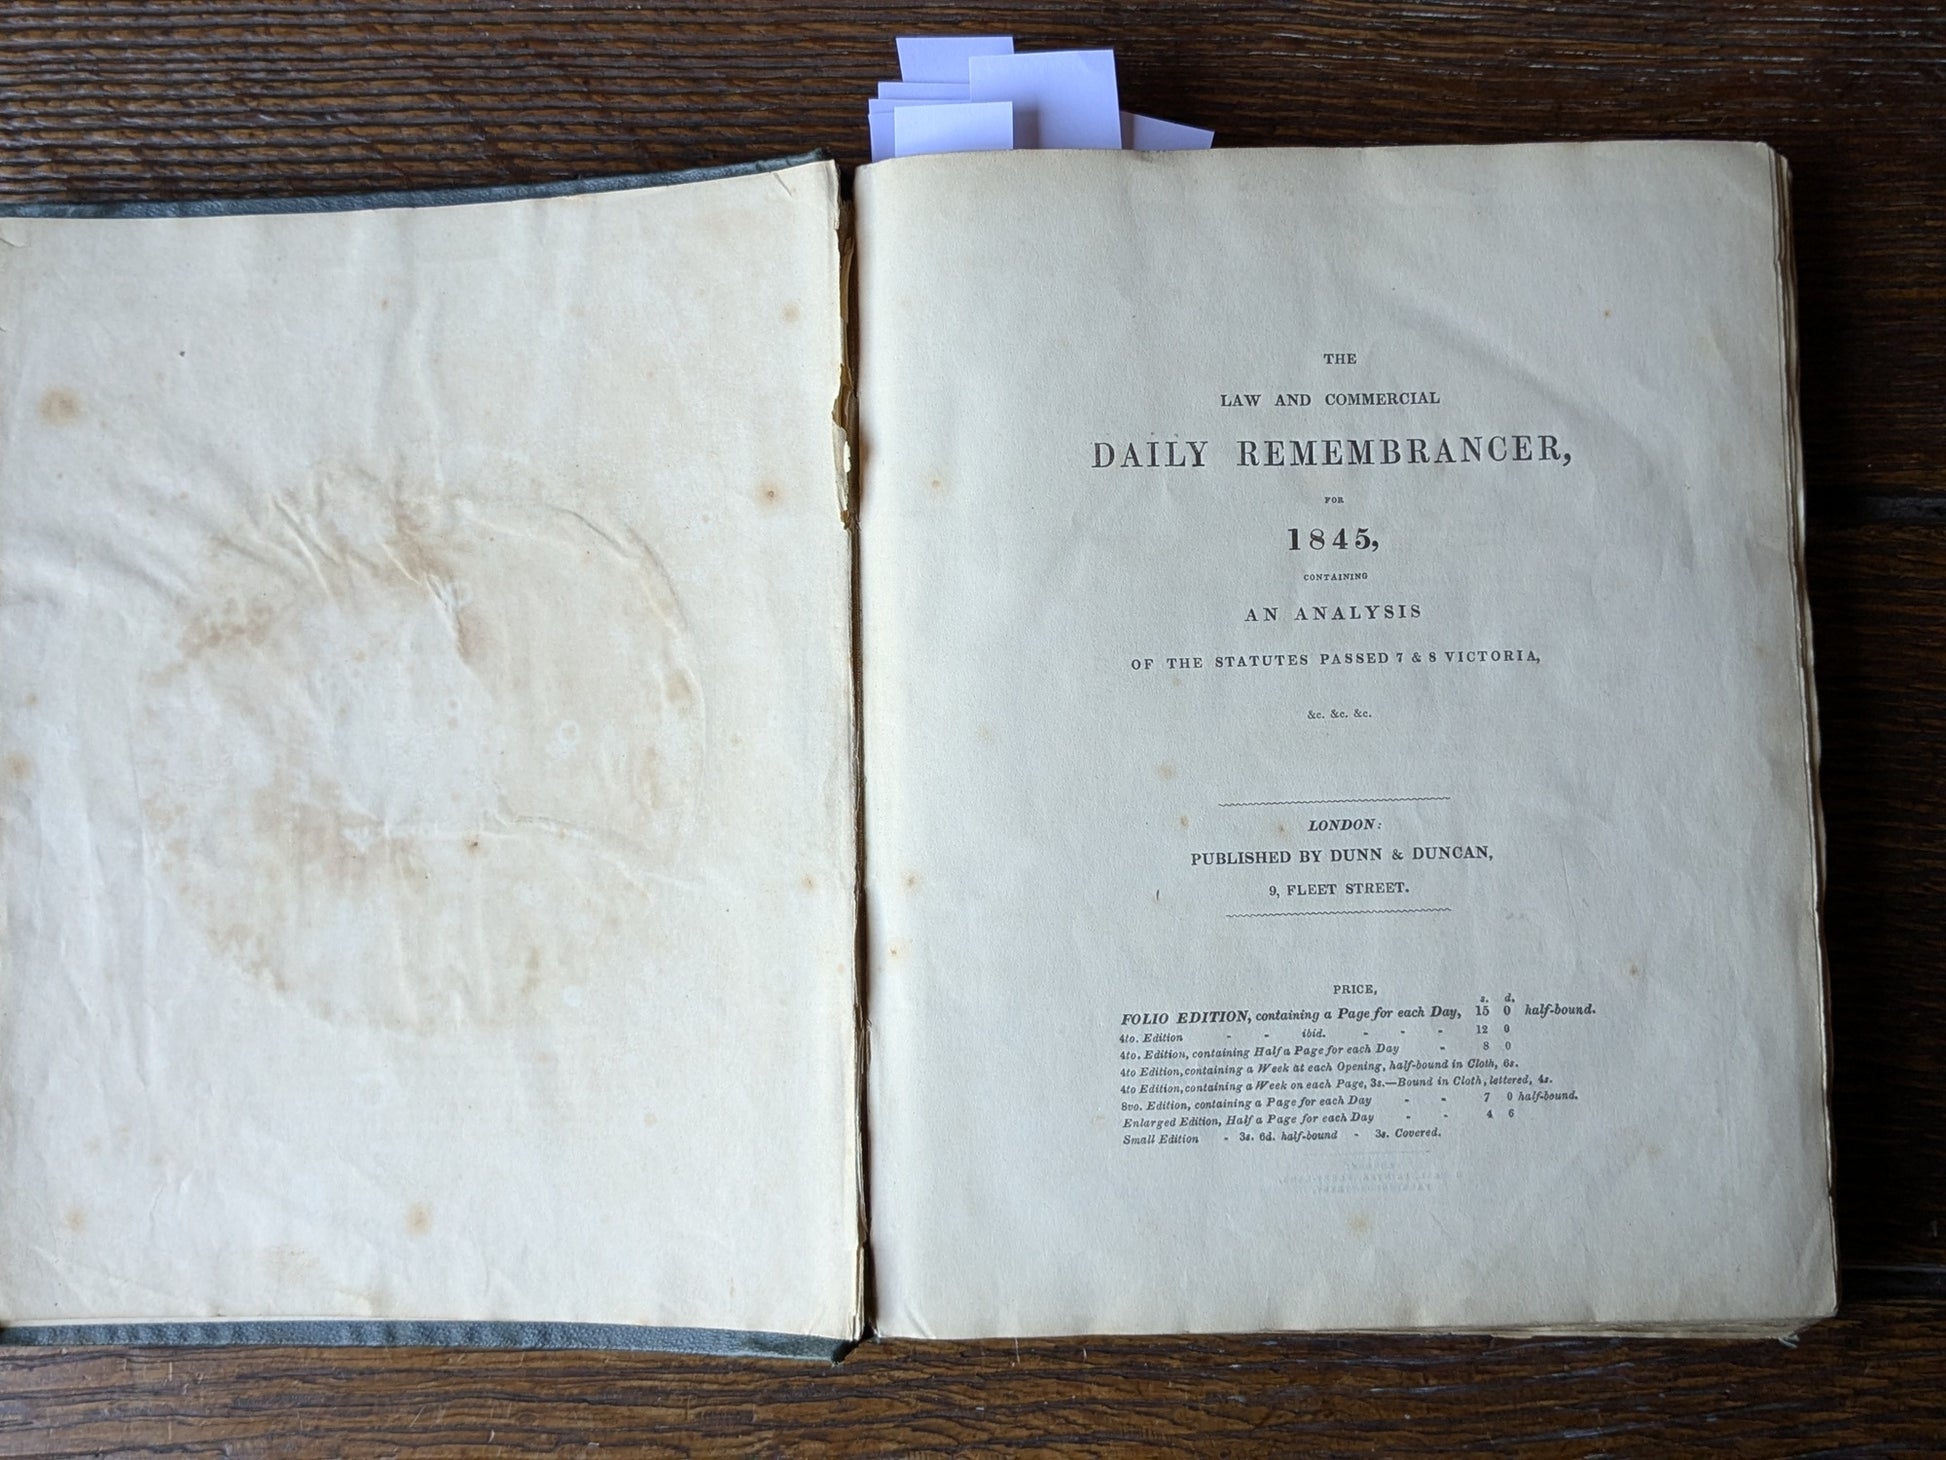 THE
LAW AND COMMERCIAL
DAILY REMEMBRANCER,
FOR
1845,
CONTAINING
AN ANALYSIS
OF THE STATUTES PASSED 7 & 8 VICTORIA,
&c. &c. &c.
LONDON:
PUBLISHED BY DUNN & DUNCAN,
9, FLEET STREET.
PRICE,
s. d.
FOLIO EDITION, containing a Page for each Day, 15 0 half-bound.
4to. Edition - - ibid. - - - 12 0
4to. Edition, containing Half a Page for each Day - 8 0
4to Edition, containing a Week at each Opening, half-bound in Cloth, 6s.
4to Edition, containing a Week on each Page, 3s.—Bound in Cloth, lettered, 4s.
8vo. Edition, containing a Page for each Day - - 7 0 half-bound.
Enlarged Edition, Half a Page for each Day - - 4 6
Small Edition - 3s. 6d. half-bound - 3s. Covered.